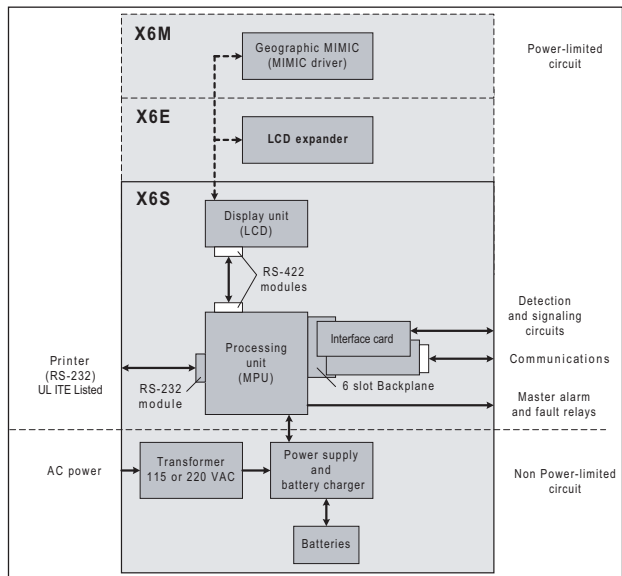 X6M
Geographic MIMIC
(MIMIC driver)
Power-limited
circuit
X6E
LCD expander
X6S
Display unit
(LCD)
RS-422
modules
Detection
and signaling
circuits
Interface card
Processing
unit
(MPU)
Communications
Printer
(RS-232)
UL ITE Listed
RS-232
module
6 slot Backplane
Master alarm
and fault relays
AC power
Transformer
115 or 220 VAC
Power supply
and
battery charger
Non Power-limited
circuit
Batteries